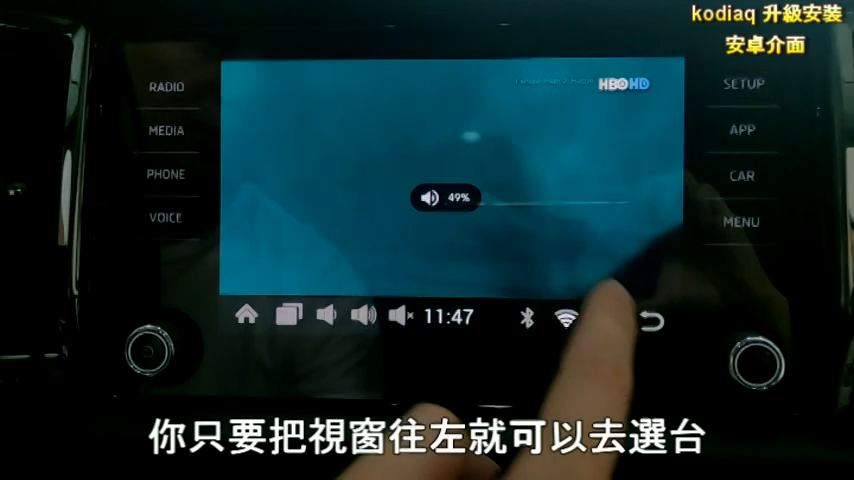 kodiaq 升級安裝
安卓介面
RADIO
MEDIA
PHONE
VOICE
HBO HD
49%
SETUP
APP
CAR
MENU
11:47
你只要把視窗往左就可以去選台